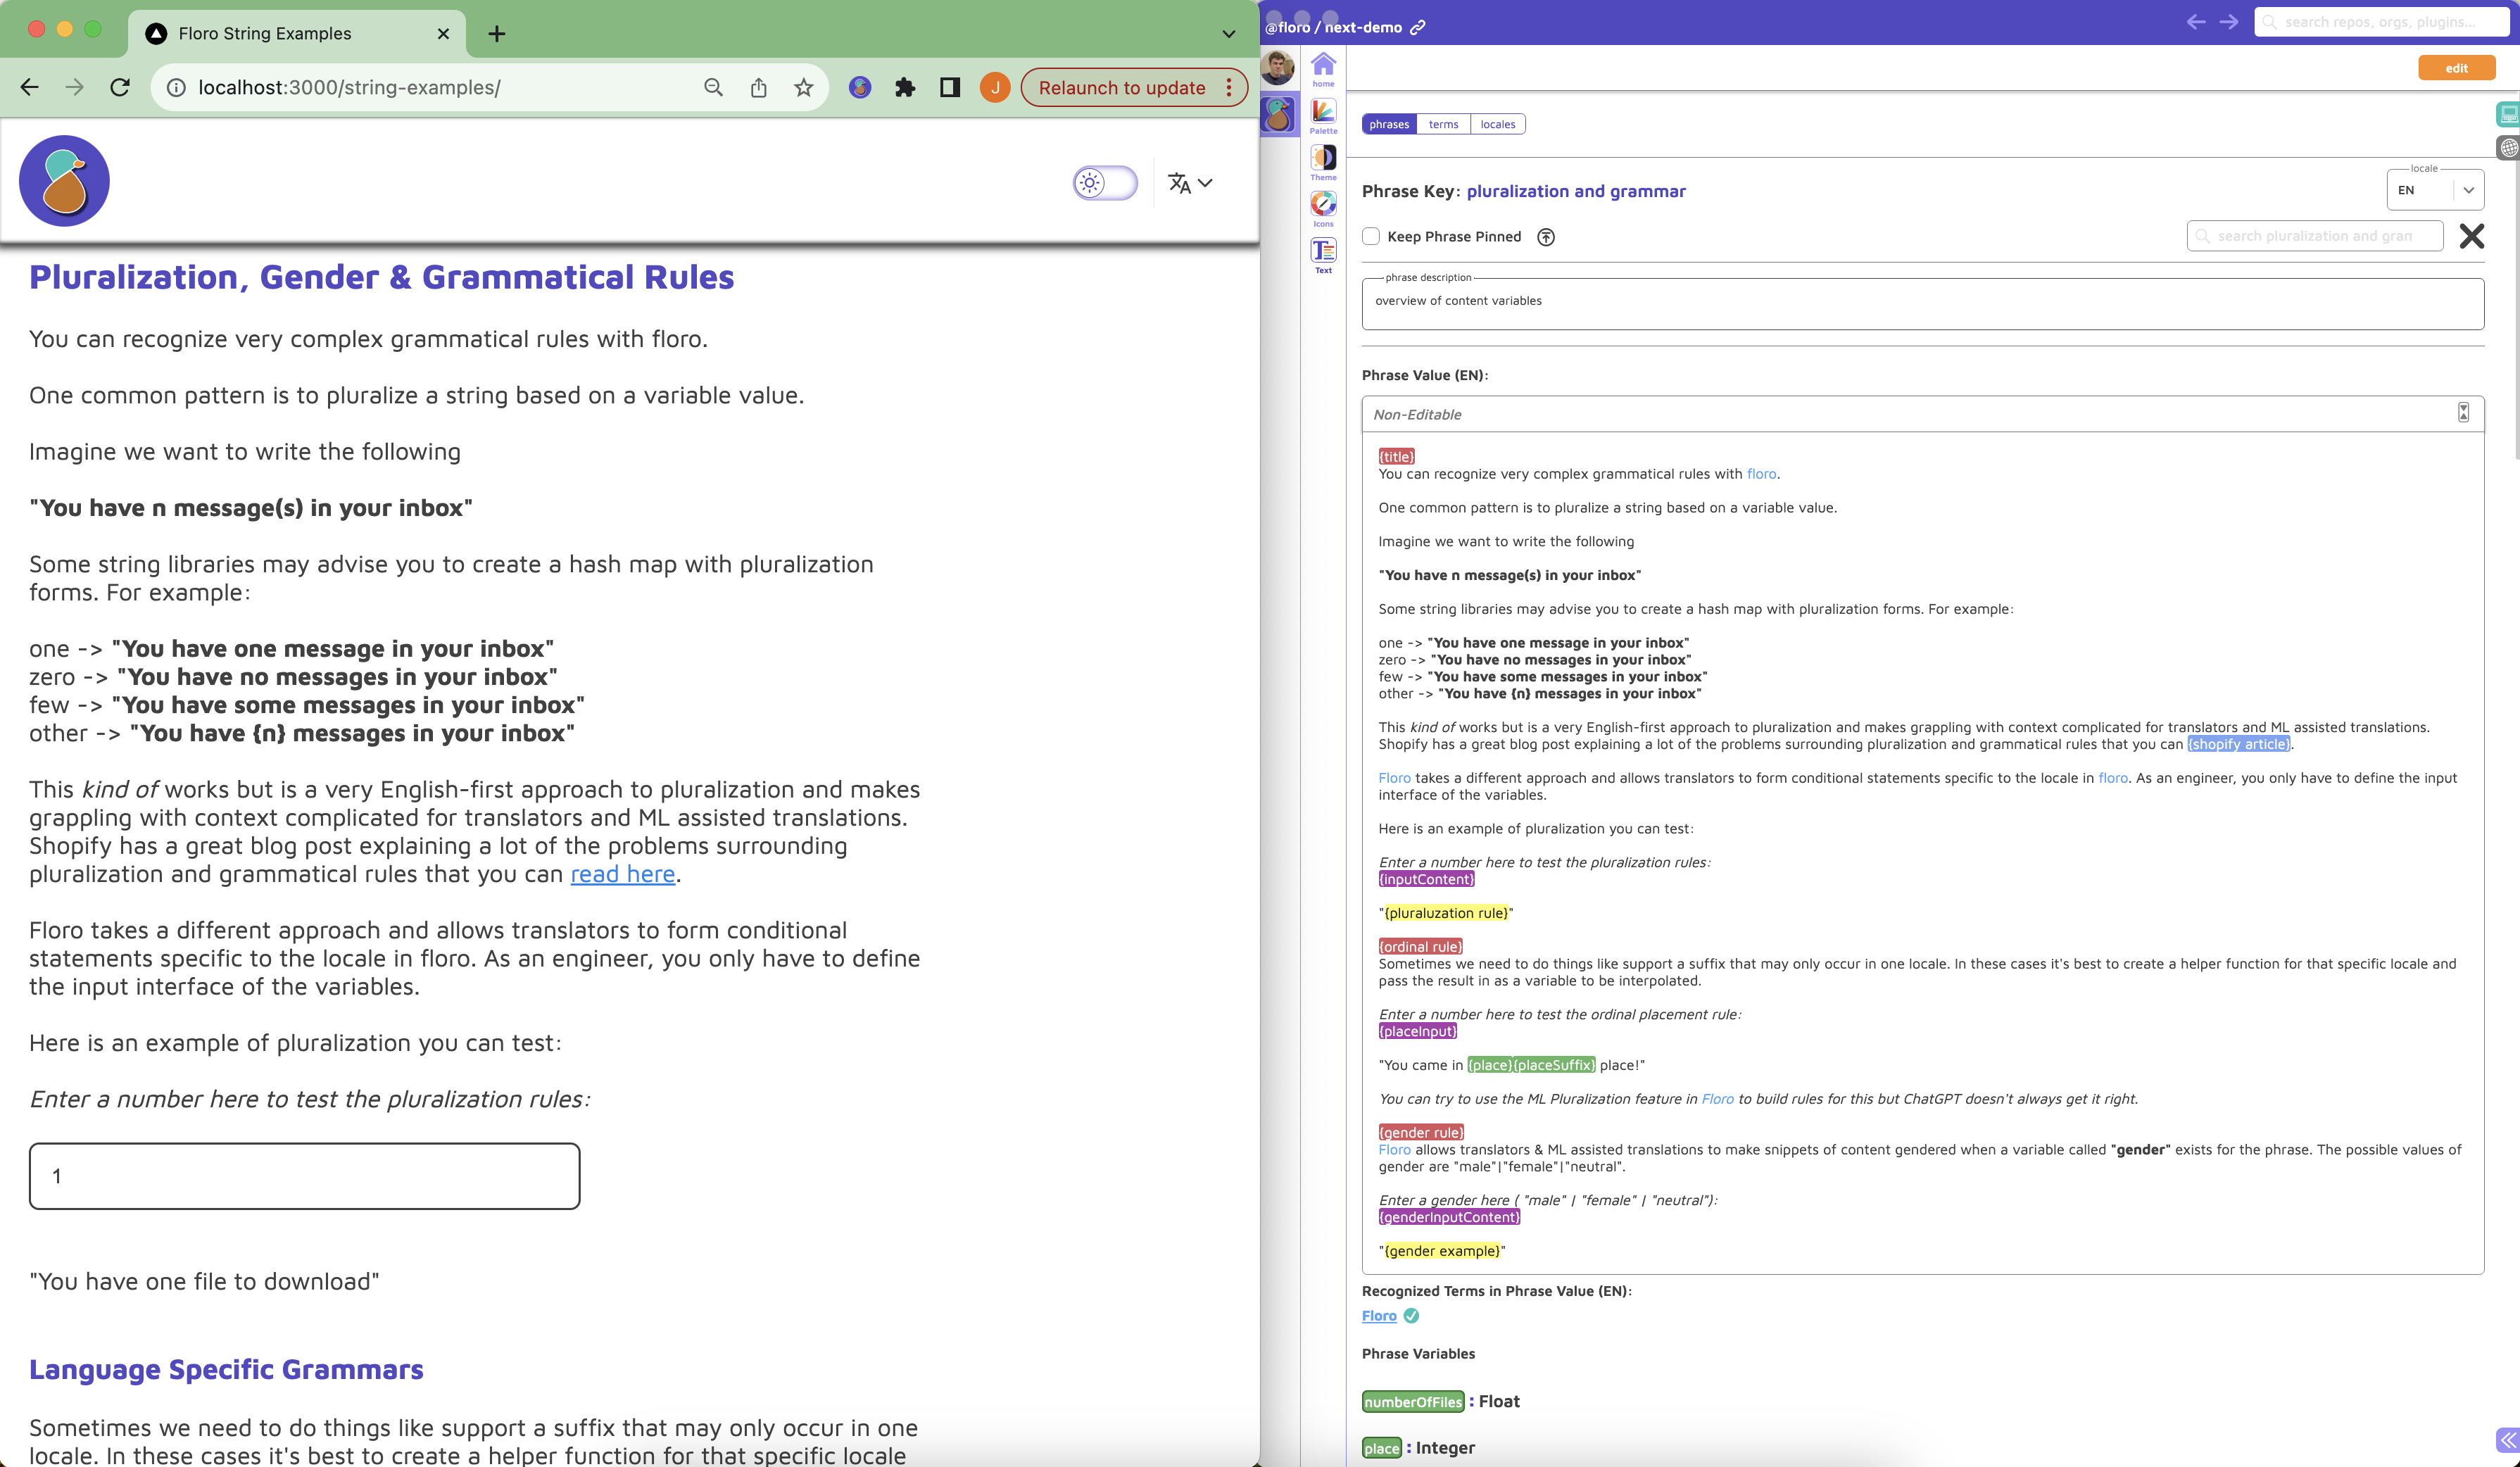 Floro String Examples
localhost:3000/string-examples/
J
Relaunch to update
Pluralization, Gender & Grammatical Rules
You can recognize very complex grammatical rules with floro.
One common pattern is to pluralize a string based on a variable value.
Imagine we want to write the following
"You have n message(s) in your inbox"
Some string libraries may advise you to create a hash map with pluralization
forms. For example:
one -> "You have one message in your inbox"
zero -> "You have no messages in your inbox"
few -> "You have some messages in your inbox"
other -> "You have {n} messages in your inbox"
This kind of works but is a very English-first approach to pluralization and makes
grappling with context complicated for translators and ML assisted translations.
Shopify has a great blog post explaining a lot of the problems surrounding
pluralization and grammatical rules that you can read here.
Floro takes a different approach and allows translators to form conditional
statements specific to the locale in floro. As an engineer, you only have to define
the input interface of the variables.
Here is an example of pluralization you can test:
Enter a number here to test the pluralization rules:
1
"You have one file to download"
Language Specific Grammars
Sometimes we need to do things like support a suffix that may only occur in one
locale. In these cases it's best to create a helper function for that specific locale
@floro / next-demo
search repos, orgs, plugins...
home
Palette
Theme
Icons
Text
edit
phrases
terms
locales
Phrase Key: pluralization and grammar
locale
EN
Keep Phrase Pinned
search pluralization and gran
phrase description
overview of content variables
Phrase Value (EN):
Non-Editable
{title}
You can recognize very complex grammatical rules with floro.
One common pattern is to pluralize a string based on a variable value.
Imagine we want to write the following
"You have n message(s) in your inbox"
Some string libraries may advise you to create a hash map with pluralization forms. For example:
one -> "You have one message in your inbox"
zero -> "You have no messages in your inbox"
few -> "You have some messages in your inbox"
other -> "You have {n} messages in your inbox"
This kind of works but is a very English-first approach to pluralization and makes grappling with context complicated for translators and ML assisted translations.
Shopify has a great blog post explaining a lot of the problems surrounding pluralization and grammatical rules that you can {shopify article}.
Floro takes a different approach and allows translators to form conditional statements specific to the locale in floro. As an engineer, you only have to define the input
interface of the variables.
Here is an example of pluralization you can test:
Enter a number here to test the pluralization rules:
{inputContent}
"{pluraluzation rule}"
{ordinal rule}
Sometimes we need to do things like support a suffix that may only occur in one locale. In these cases it's best to create a helper function for that specific locale and
pass the result in as a variable to be interpolated.
Enter a number here to test the ordinal placement rule:
{placeInput}
"You came in {place}{placeSuffix} place!"
You can try to use the ML Pluralization feature in Floro to build rules for this but ChatGPT doesn't always get it right.
{gender rule}
Floro allows translators & ML assisted translations to make snippets of content gendered when a variable called "gender" exists for the phrase. The possible values of
gender are "male"|"female"|"neutral".
Enter a gender here ( "male" | "female" | "neutral"):
{genderInputContent}
"{gender example}"
Recognized Terms in Phrase Value (EN):
Floro
Phrase Variables
numberOfFiles : Float
place : Integer